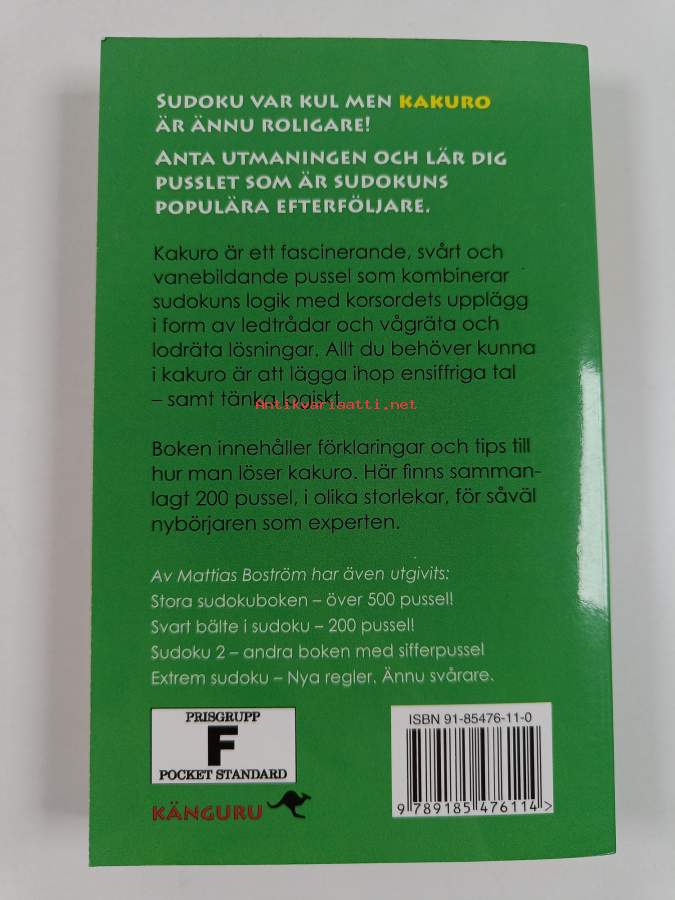 SUDOKU VAR KUL MEN KAKURO
ÄR ÄNNU ROLIGARE!
ANTA UTMANINGEN OCH LÄR DIG
PUSSLET SOM ÄR SUDOKUNS
POPULÄRA EFTERFÖLJARE.
Kakuro är ett fascinerande, svårt och
vanebildande pussel som kombinerar
sudokuns logik med korsordets upplägg
i form av ledtrådar och vågräta och
lodräta lösningar. Allt du behöver kunna
i kakuro är att lägga ihop ensiffriga tal
– samt tänka logiskt.
Antikvariaatti.net
Boken innehåller förklaringar och tips till
hur man löser kakuro. Här finns samman-
lagt 200 pussel, i olika storlekar, för såväl
nybörjaren som experten.
Av Mattias Boström har även utgivits:
Stora sudokuboken – över 500 pussel!
Svart bälte i sudoku – 200 pussel!
Sudoku 2 – andra boken med sifferpussel
Extrem sudoku – Nya regler. Ännu svårare.
PRISGRUPP
F
POCKET STANDARD
KÄNGURU
ISBN 91-85476-11-0
9 789185 476114 >